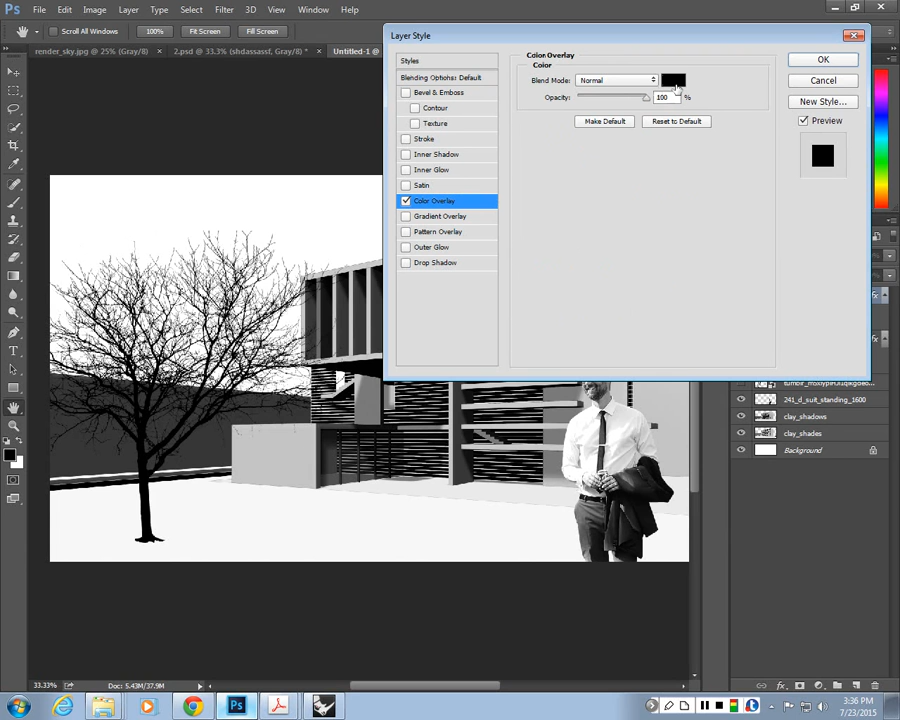 Ps File Edit Image Layer Type Select Filter 3D View Window Help
Scroll All Windows 100% Fit Screen Fill Screen
render_sky.jpg @ 25% (Gray/8) × 2.psd @ 33.3% (shdassassf, Gray/8) * × Untitled-1 @
Layer Style
Styles
Blending Options: Default
Bevel & Emboss
Contour
Texture
Stroke
Inner Shadow
Inner Glow
Satin
Color Overlay
Gradient Overlay
Pattern Overlay
Outer Glow
Drop Shadow
Color Overlay
Color
Blend Mode: Normal
Opacity: 100 %
Make Default Reset to Default
OK
Cancel
New Style...
Preview
fx
fx
241_d_suit_standing_1600
clay_shadows
clay_shades
Background
33.33% Doc: 5.43M/37.9M
fx
Ps
3:36 PM
7/23/2015